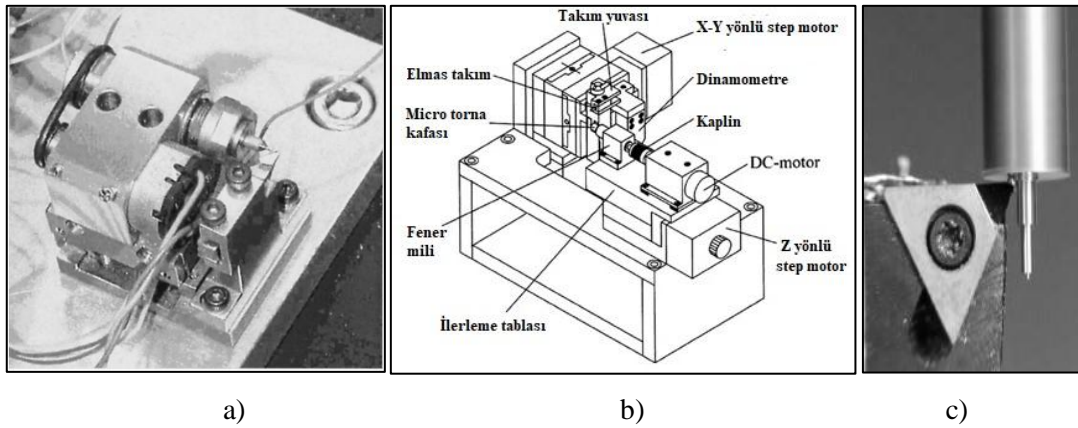 Takım yuvası
X-Y yönlü step motor
Elmas takım
Dinamometre
Micro torna
kafası
Kaplin
DC-motor
Fener
mili
Z yönlü
step motor
İlerleme tablası
a)
b)
c)